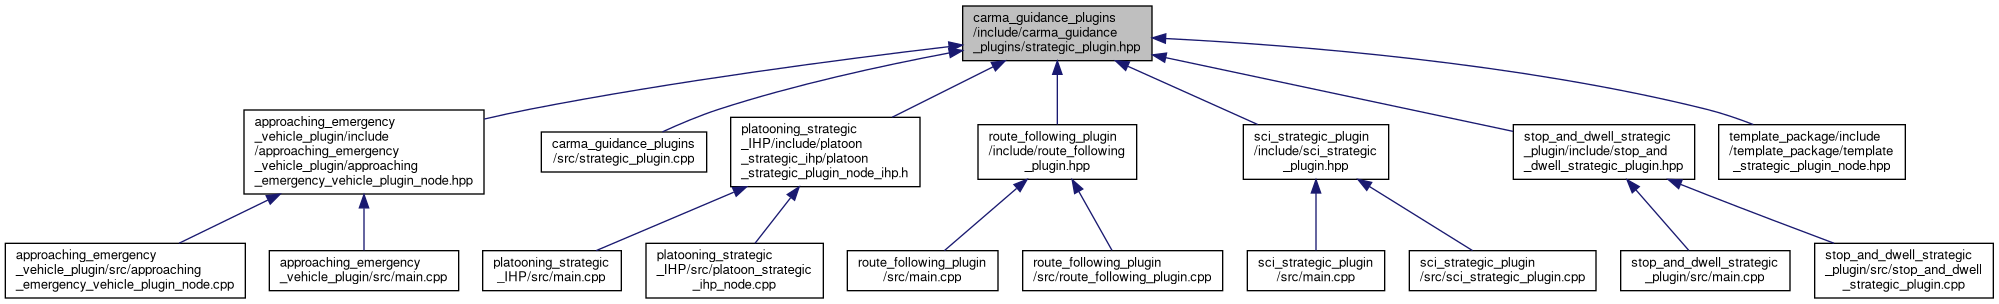 carma_guidance_plugins
/include/carma_guidance
_plugins/strategic_plugin.hpp
approaching_emergency
_vehicle_plugin/include
/approaching_emergency
_vehicle_plugin/approaching
_emergency_vehicle_plugin_node.hpp
carma_guidance_plugins
/src/strategic_plugin.cpp
platooning_strategic
_IHP/include/platoon
_strategic_ihp/platoon
_strategic_plugin_node_ihp.h
route_following_plugin
/include/route_following
_plugin.hpp
sci_strategic_plugin
/include/sci_strategic
_plugin.hpp
stop_and_dwell_strategic
_plugin/include/stop_and
_dwell_strategic_plugin.hpp
template_package/include
/template_package/template
_strategic_plugin_node.hpp
approaching_emergency
_vehicle_plugin/src/approaching
_emergency_vehicle_plugin_node.cpp
approaching_emergency
_vehicle_plugin/src/main.cpp
platooning_strategic
_IHP/src/main.cpp
platooning_strategic
_IHP/src/platoon_strategic
_ihp_node.cpp
route_following_plugin
/src/main.cpp
route_following_plugin
/src/route_following_plugin.cpp
sci_strategic_plugin
/src/main.cpp
sci_strategic_plugin
/src/sci_strategic_plugin.cpp
stop_and_dwell_strategic
_plugin/src/main.cpp
stop_and_dwell_strategic
_plugin/src/stop_and_dwell
_strategic_plugin.cpp